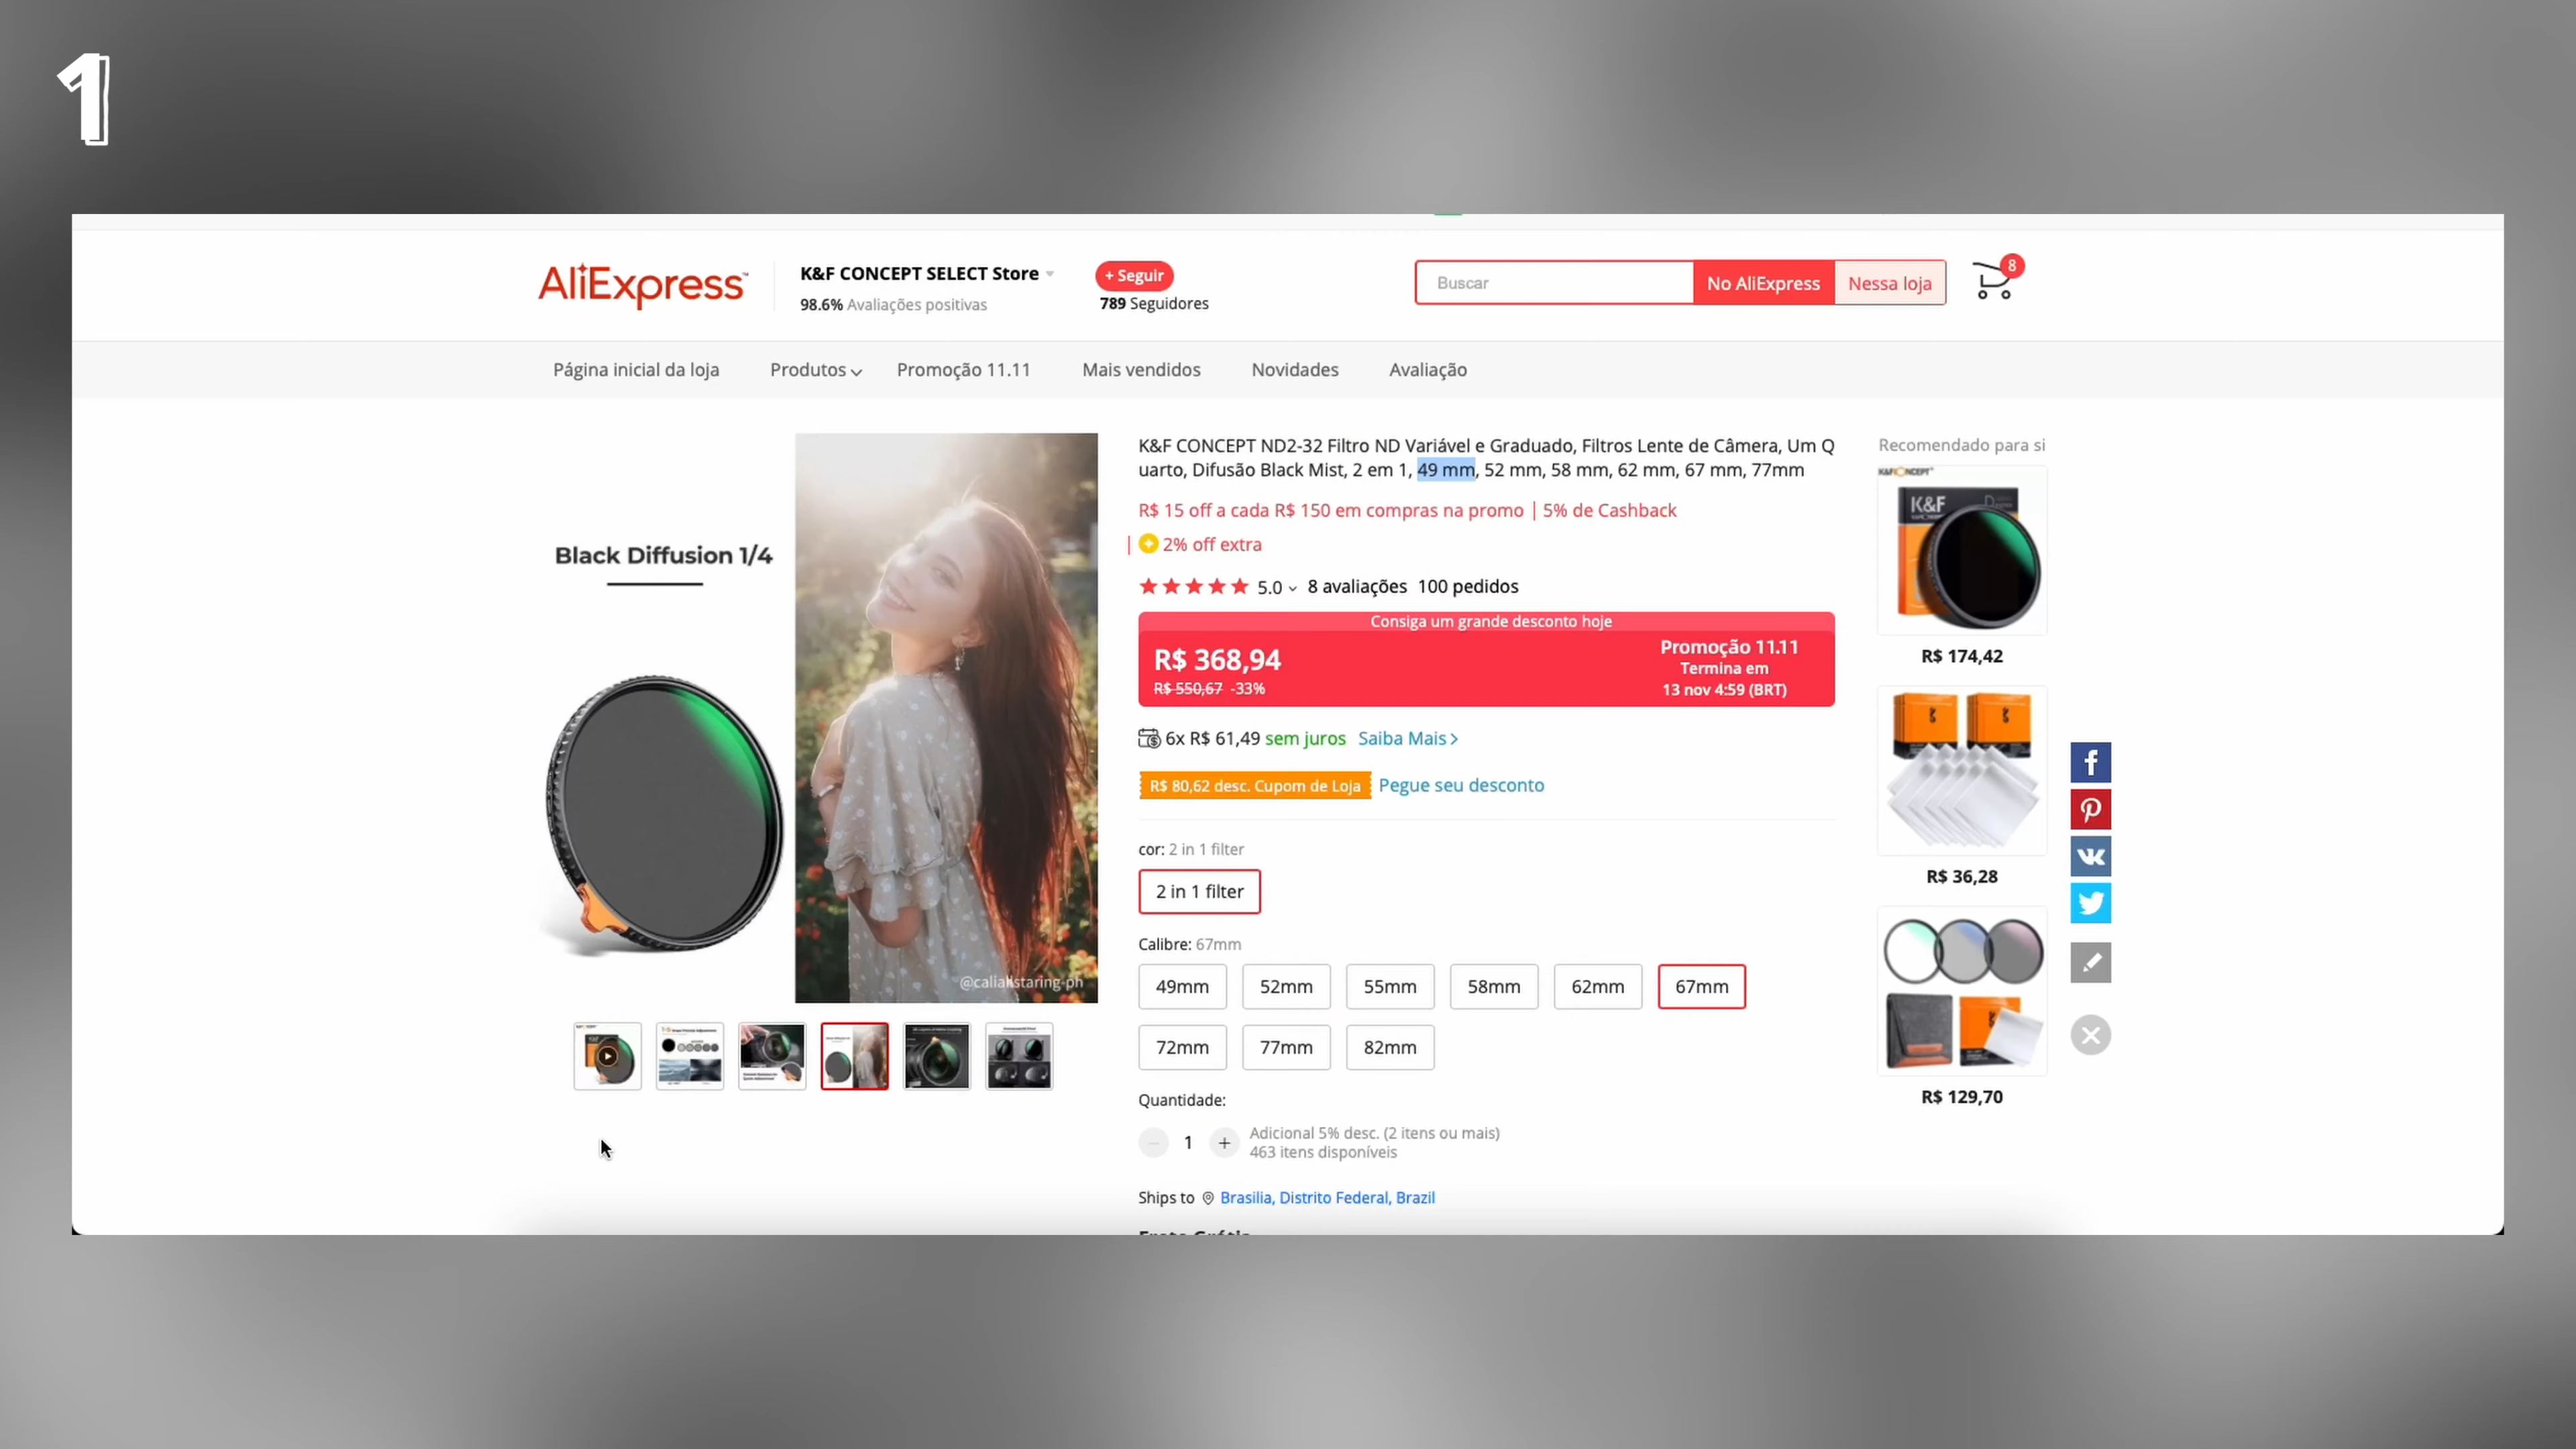 1
AliExpress
K&F CONCEPT SELECT Store
98.6% Avaliações positivas
+ Seguir
789 Seguidores
Buscar
No AliExpress
Nessa loja
8
Página inicial da loja
Produtos
Promoção 11.11
Mais vendidos
Novidades
Avaliação
Black Diffusion 1/4
@caliakstaring-ph
K&F CONCEPT ND2-32 Filtro ND Variável e Graduado, Filtros Lente de Câmera, Um Q
uarto, Difusão Black Mist, 2 em 1, 49 mm, 52 mm, 58 mm, 62 mm, 67 mm, 77mm
R$ 15 off a cada R$ 150 em compras na promo | 5% de Cashback
| 2% off extra
5.0 8 avaliações 100 pedidos
Consiga um grande desconto hoje
R$ 368,94
R$ 550,67 -33%
Promoção 11.11
Termina em
13 nov 4:59 (BRT)
6x R$ 61,49 sem juros Saiba Mais
R$ 80,62 desc. Cupom de Loja Pegue seu desconto
cor: 2 in 1 filter
2 in 1 filter
Calibre: 67mm
49mm 52mm 55mm 58mm 62mm 67mm
72mm 77mm 82mm
Quantidade:
1
Adicional 5% desc. (2 itens ou mais)
463 itens disponíveis
Ships to Brasilia, Distrito Federal, Brazil
Frete Grátis
Recomendado para si
K&F CONCEPT
K&F
R$ 174,42
R$ 36,28
R$ 129,70